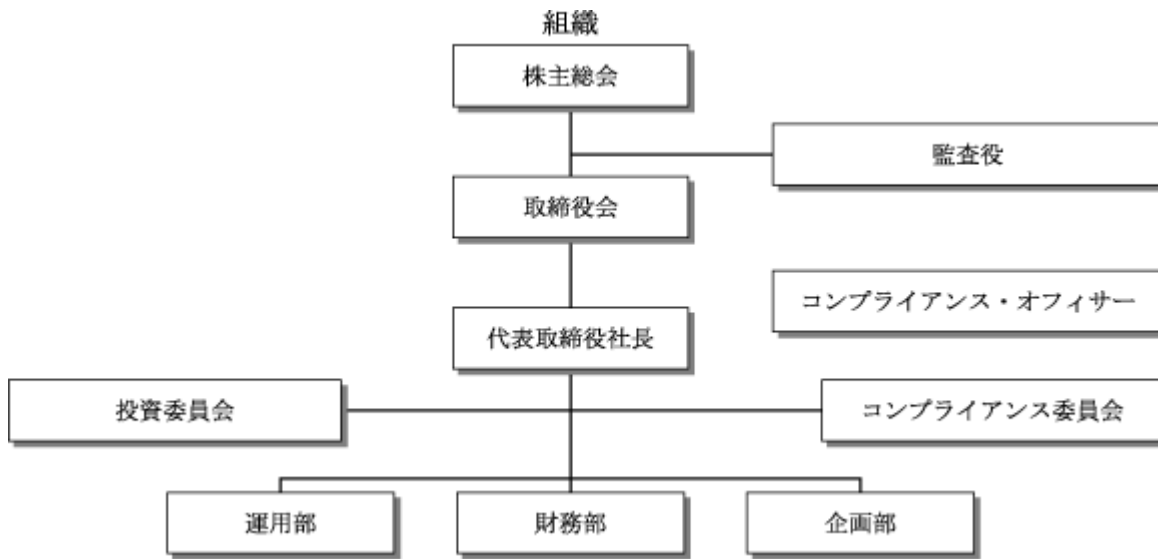 組織
株主総会
監査役
取締役会
コンプライアンス・オフィサー
代表取締役社長
投資委員会
コンプライアンス委員会
運用部
財務部
企画部